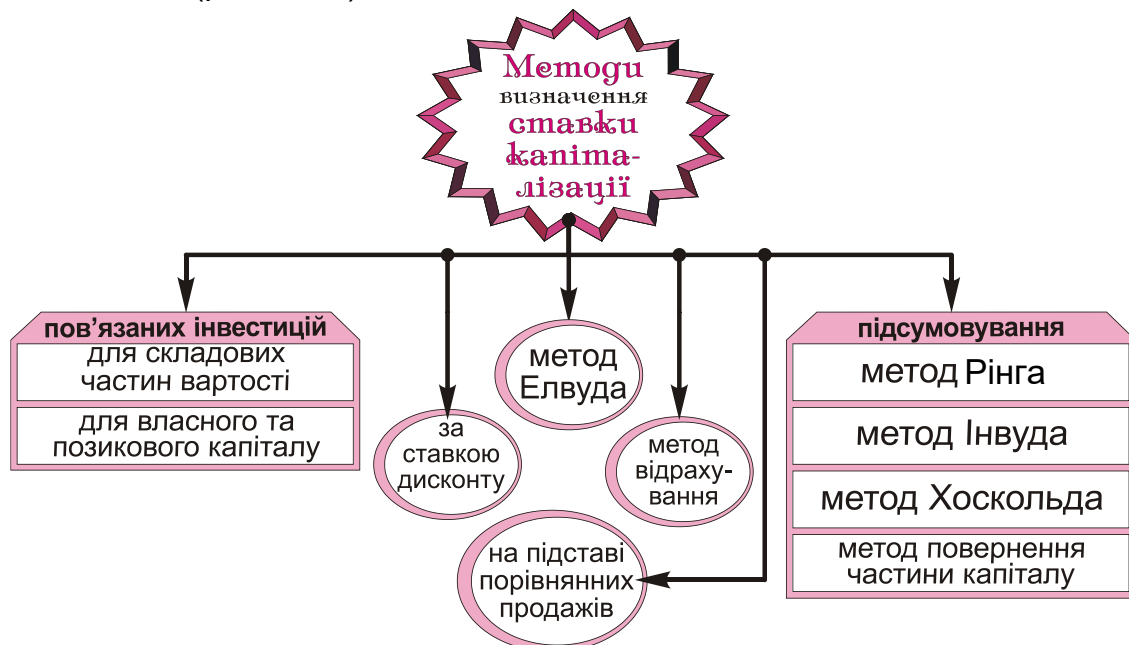 Методи
визначення
ставки
капіта-
лізації
пов’язаних інвестицій
для складових
частин вартості
для власного та
позикового капіталу
за
ставкою
дисконту
метод
Елвуда
метод
відраху-
вання
на підставі
порівнянних
продажів
підсумовування
метод Рінга
метод Інвуда
метод Хоскольда
метод повернення
частини капіталу